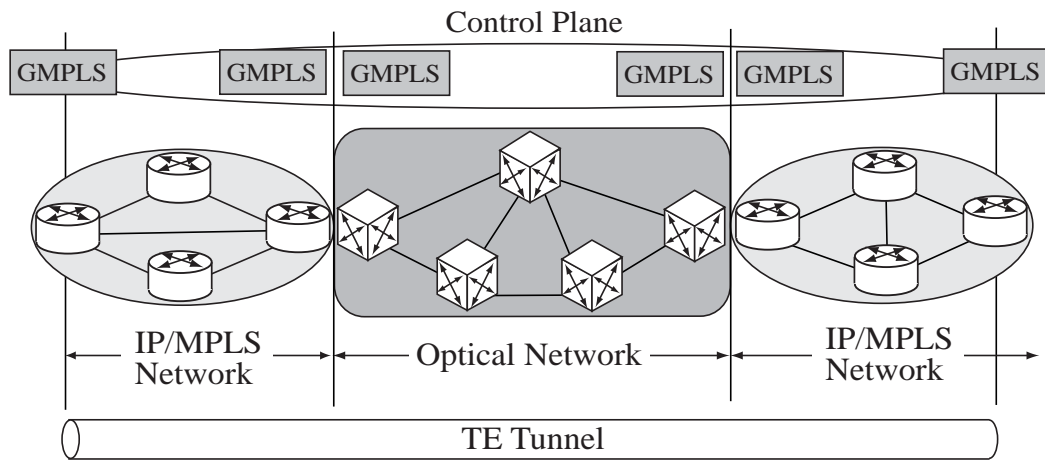 Control Plane
GMPLS
GMPLS
GMPLS
GMPLS
GMPLS
GMPLS
IP/MPLS
Network
Optical Network
IP/MPLS
Network
TE Tunnel